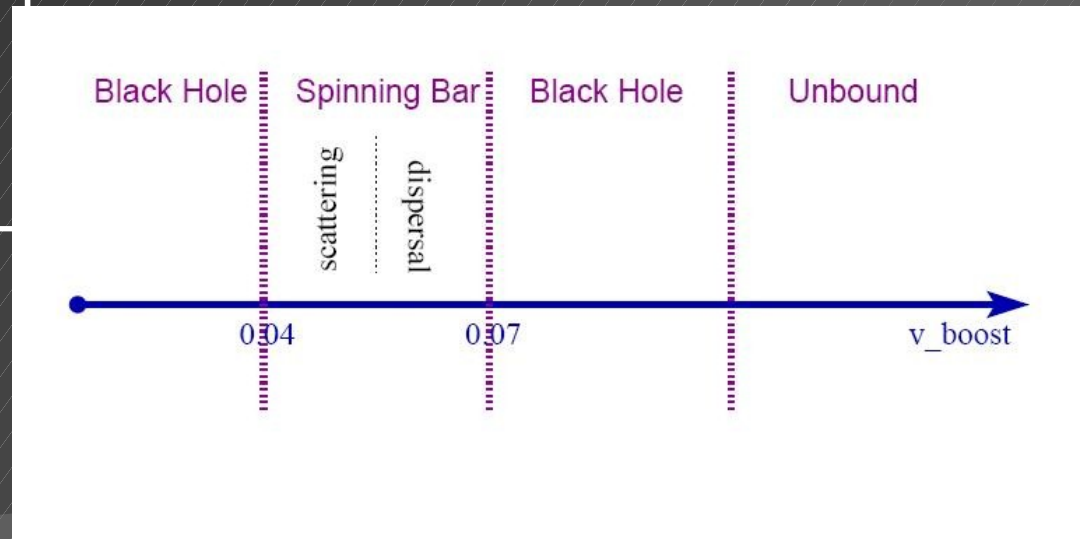 Black Hole
Spinning Bar
Black Hole
Unbound
scattering
dispersal
0.04
0.07
v_boost